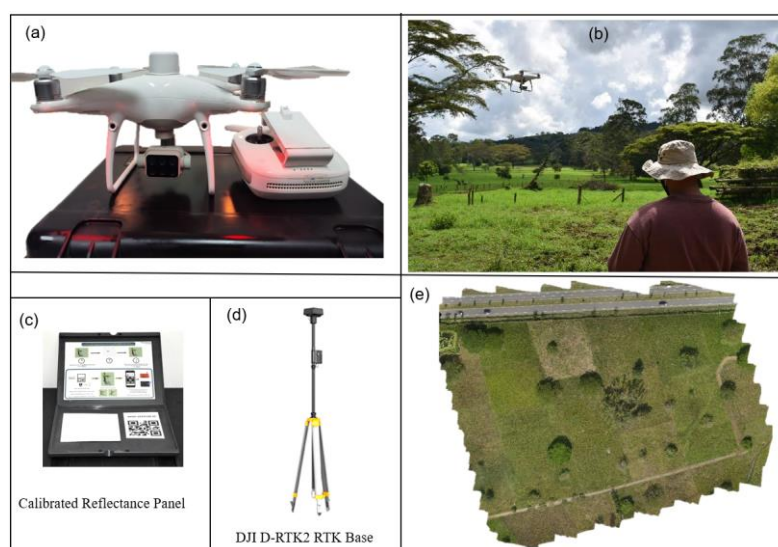 (a)
(b)
(c)
(d)
(e)
Calibrated Reflectance Panel
DJI D-RTK2 RTK Base